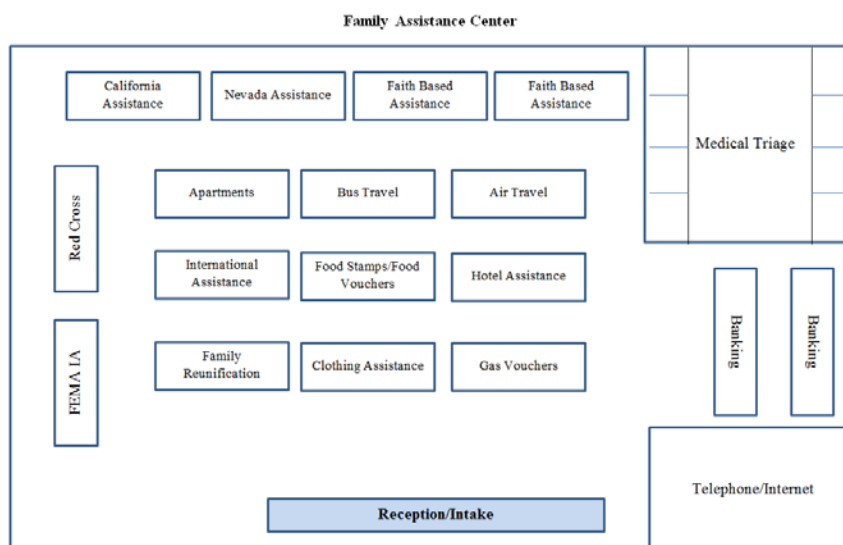 Family Assistance Center
California
Assistance
Nevada Assistance
Faith Based
Assistance
Faith Based
Assistance
Medical Triage
Red Cross
Apartments
Bus Travel
Air Travel
International
Assistance
Food Stamps/Food
Vouchers
Hotel Assistance
Banking
Banking
FEMA IA
Family
Reunification
Clothing Assistance
Gas Vouchers
Telephone/Internet
Reception/Intake